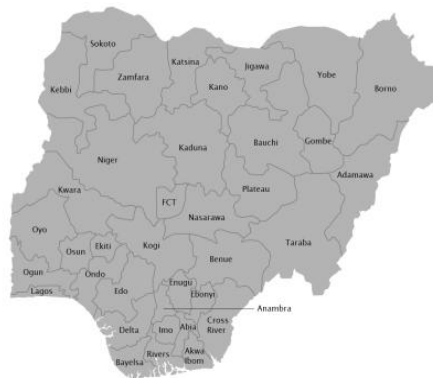 Sokoto
Katsina
Jigawa
Yobe
Borno
Zamfara
Kano
Kebbi
Niger
Kaduna
Bauchi
Gombe
Adamawa
Kwara
FCT
Plateau
Nasarawa
Oyo
Osun
Ekiti
Kogi
Benue
Taraba
Ogun
Ondo
Lagos
Edo
Enugu
Ebonyi
Anambra
Delta
Imo
Abia
Cross
River
Bayelsa
Rivers
Akwa
Ibom